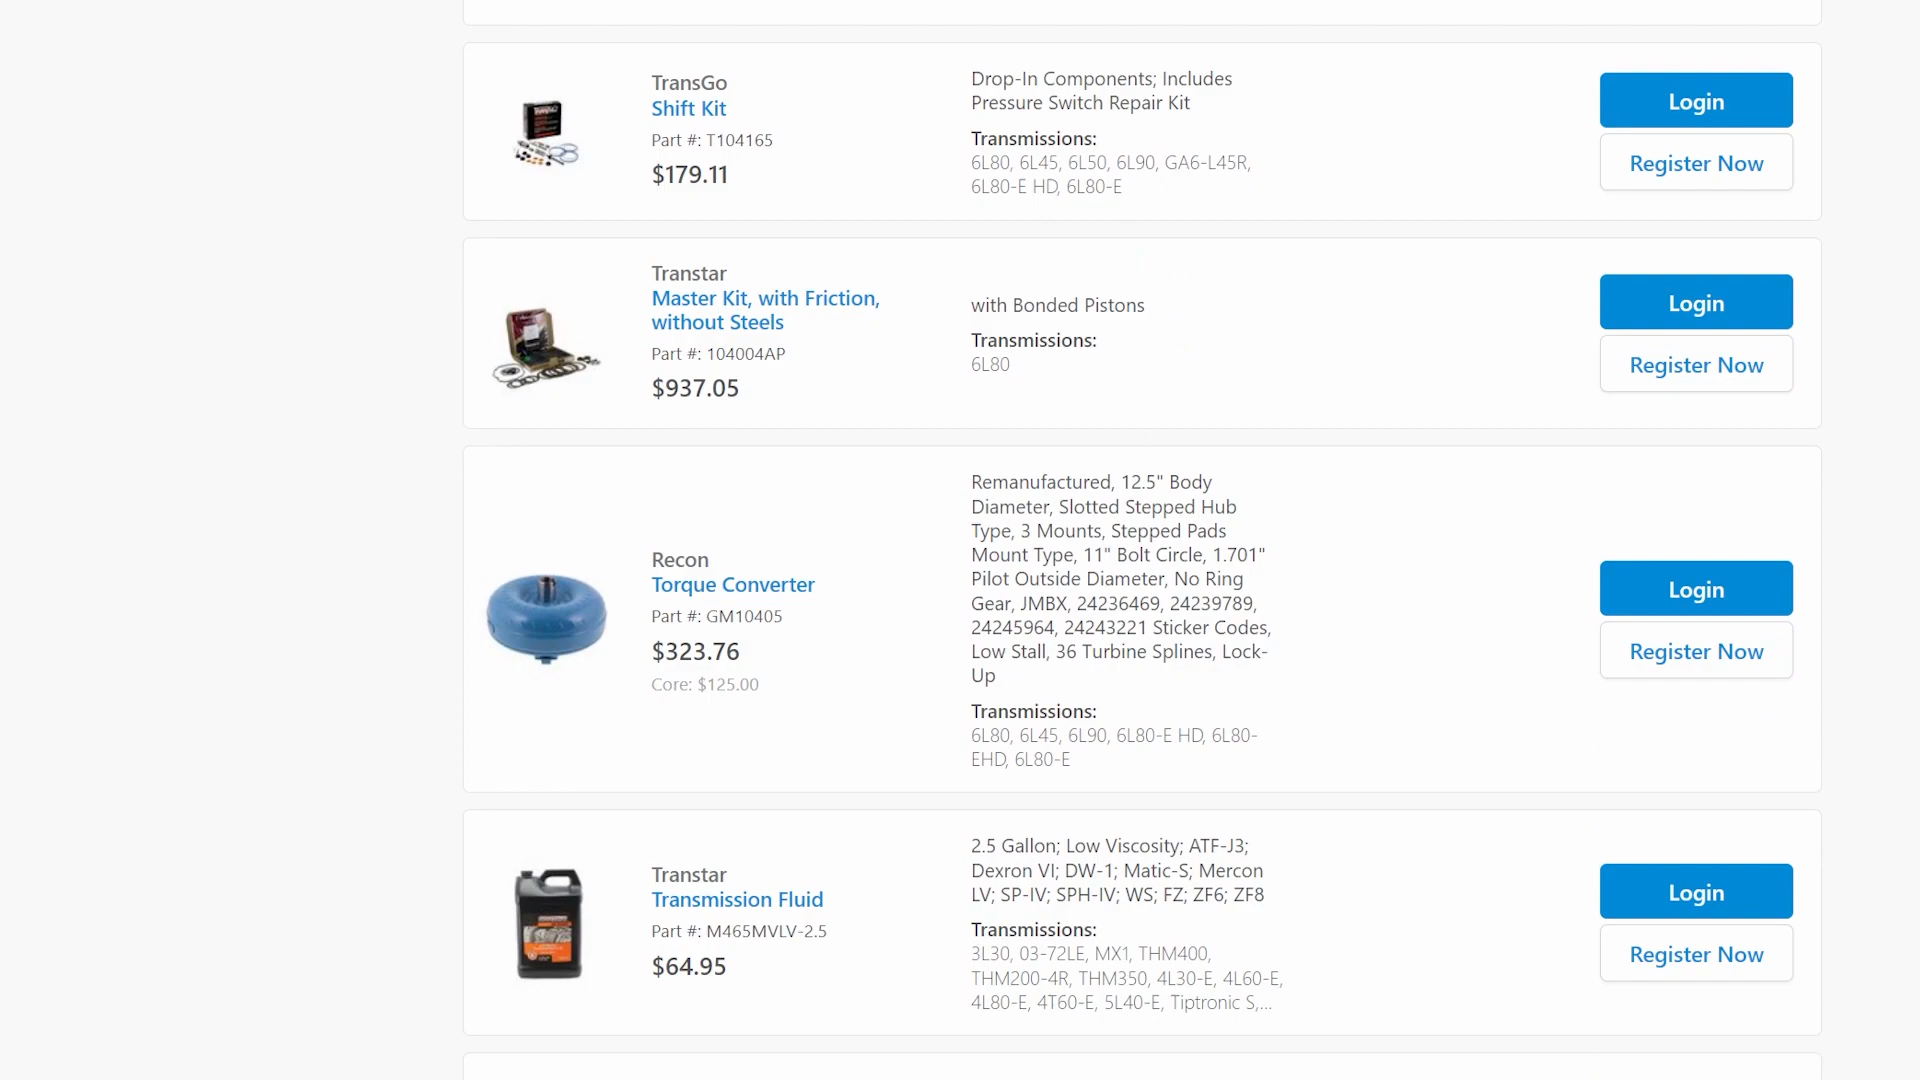 TransGo
Shift Kit
Part #: T104165
$179.11
Drop-In Components; Includes
Pressure Switch Repair Kit
Transmissions:
6L80, 6L45, 6L50, 6L90, GA6-L45R,
6L80-E HD, 6L80-E
Login
Register Now
Transtar
Master Kit, with Friction,
without Steels
Part #: 104004AP
$937.05
with Bonded Pistons
Transmissions:
6L80
Login
Register Now
Recon
Torque Converter
Part #: GM10405
$323.76
Core: $125.00
Remanufactured, 12.5" Body
Diameter, Slotted Stepped Hub
Type, 3 Mounts, Stepped Pads
Mount Type, 11" Bolt Circle, 1.701"
Pilot Outside Diameter, No Ring
Gear, JMBX, 24236469, 24239789,
24245964, 24243221 Sticker Codes,
Low Stall, 36 Turbine Splines, Lock-
Up
Transmissions:
6L80, 6L45, 6L90, 6L80-E HD, 6L80-
EHD, 6L80-E
Login
Register Now
Transtar
Transmission Fluid
Part #: M465MVLV-2.5
$64.95
2.5 Gallon; Low Viscosity; ATF-J3;
Dexron VI; DW-1; Matic-S; Mercon
LV; SP-IV; SPH-IV; WS; FZ; ZF6; ZF8
Transmissions:
3L30, 03-72LE, MX1, THM400,
THM200-4R, THM350, 4L30-E, 4L60-E,
4L80-E, 4T60-E, 5L40-E, Tiptronic S,...
Login
Register Now